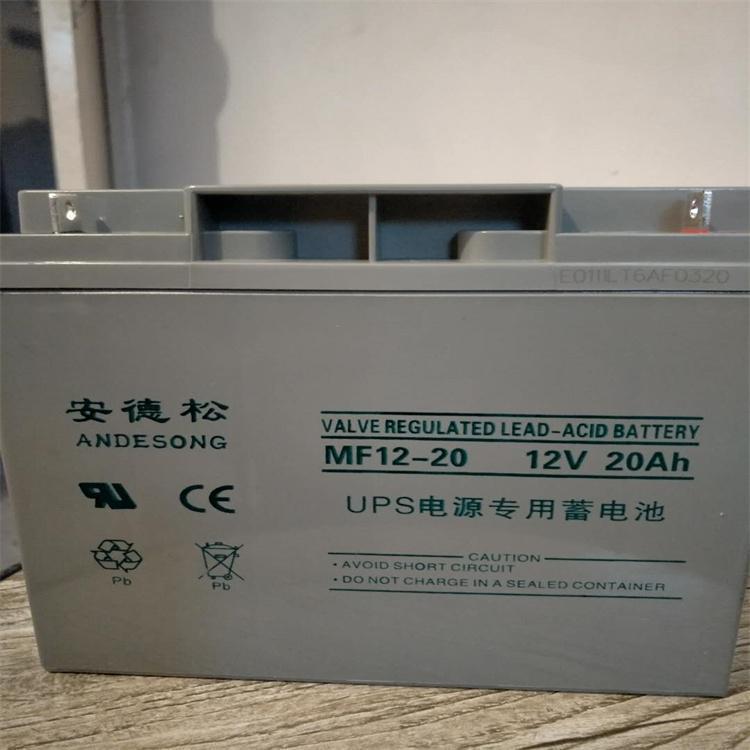 E0111LT6AF0320
安德松
ANDESONG
VALVE REGULATED LEAD-ACID BATTERY
MF12-20 12V 20Ah
UPS电源专用蓄电池
CE
Pb
Pb
CAUTION
· AVOID SHORT CIRCUIT
· DO NOT CHARGE IN A SEALED CONTAINER